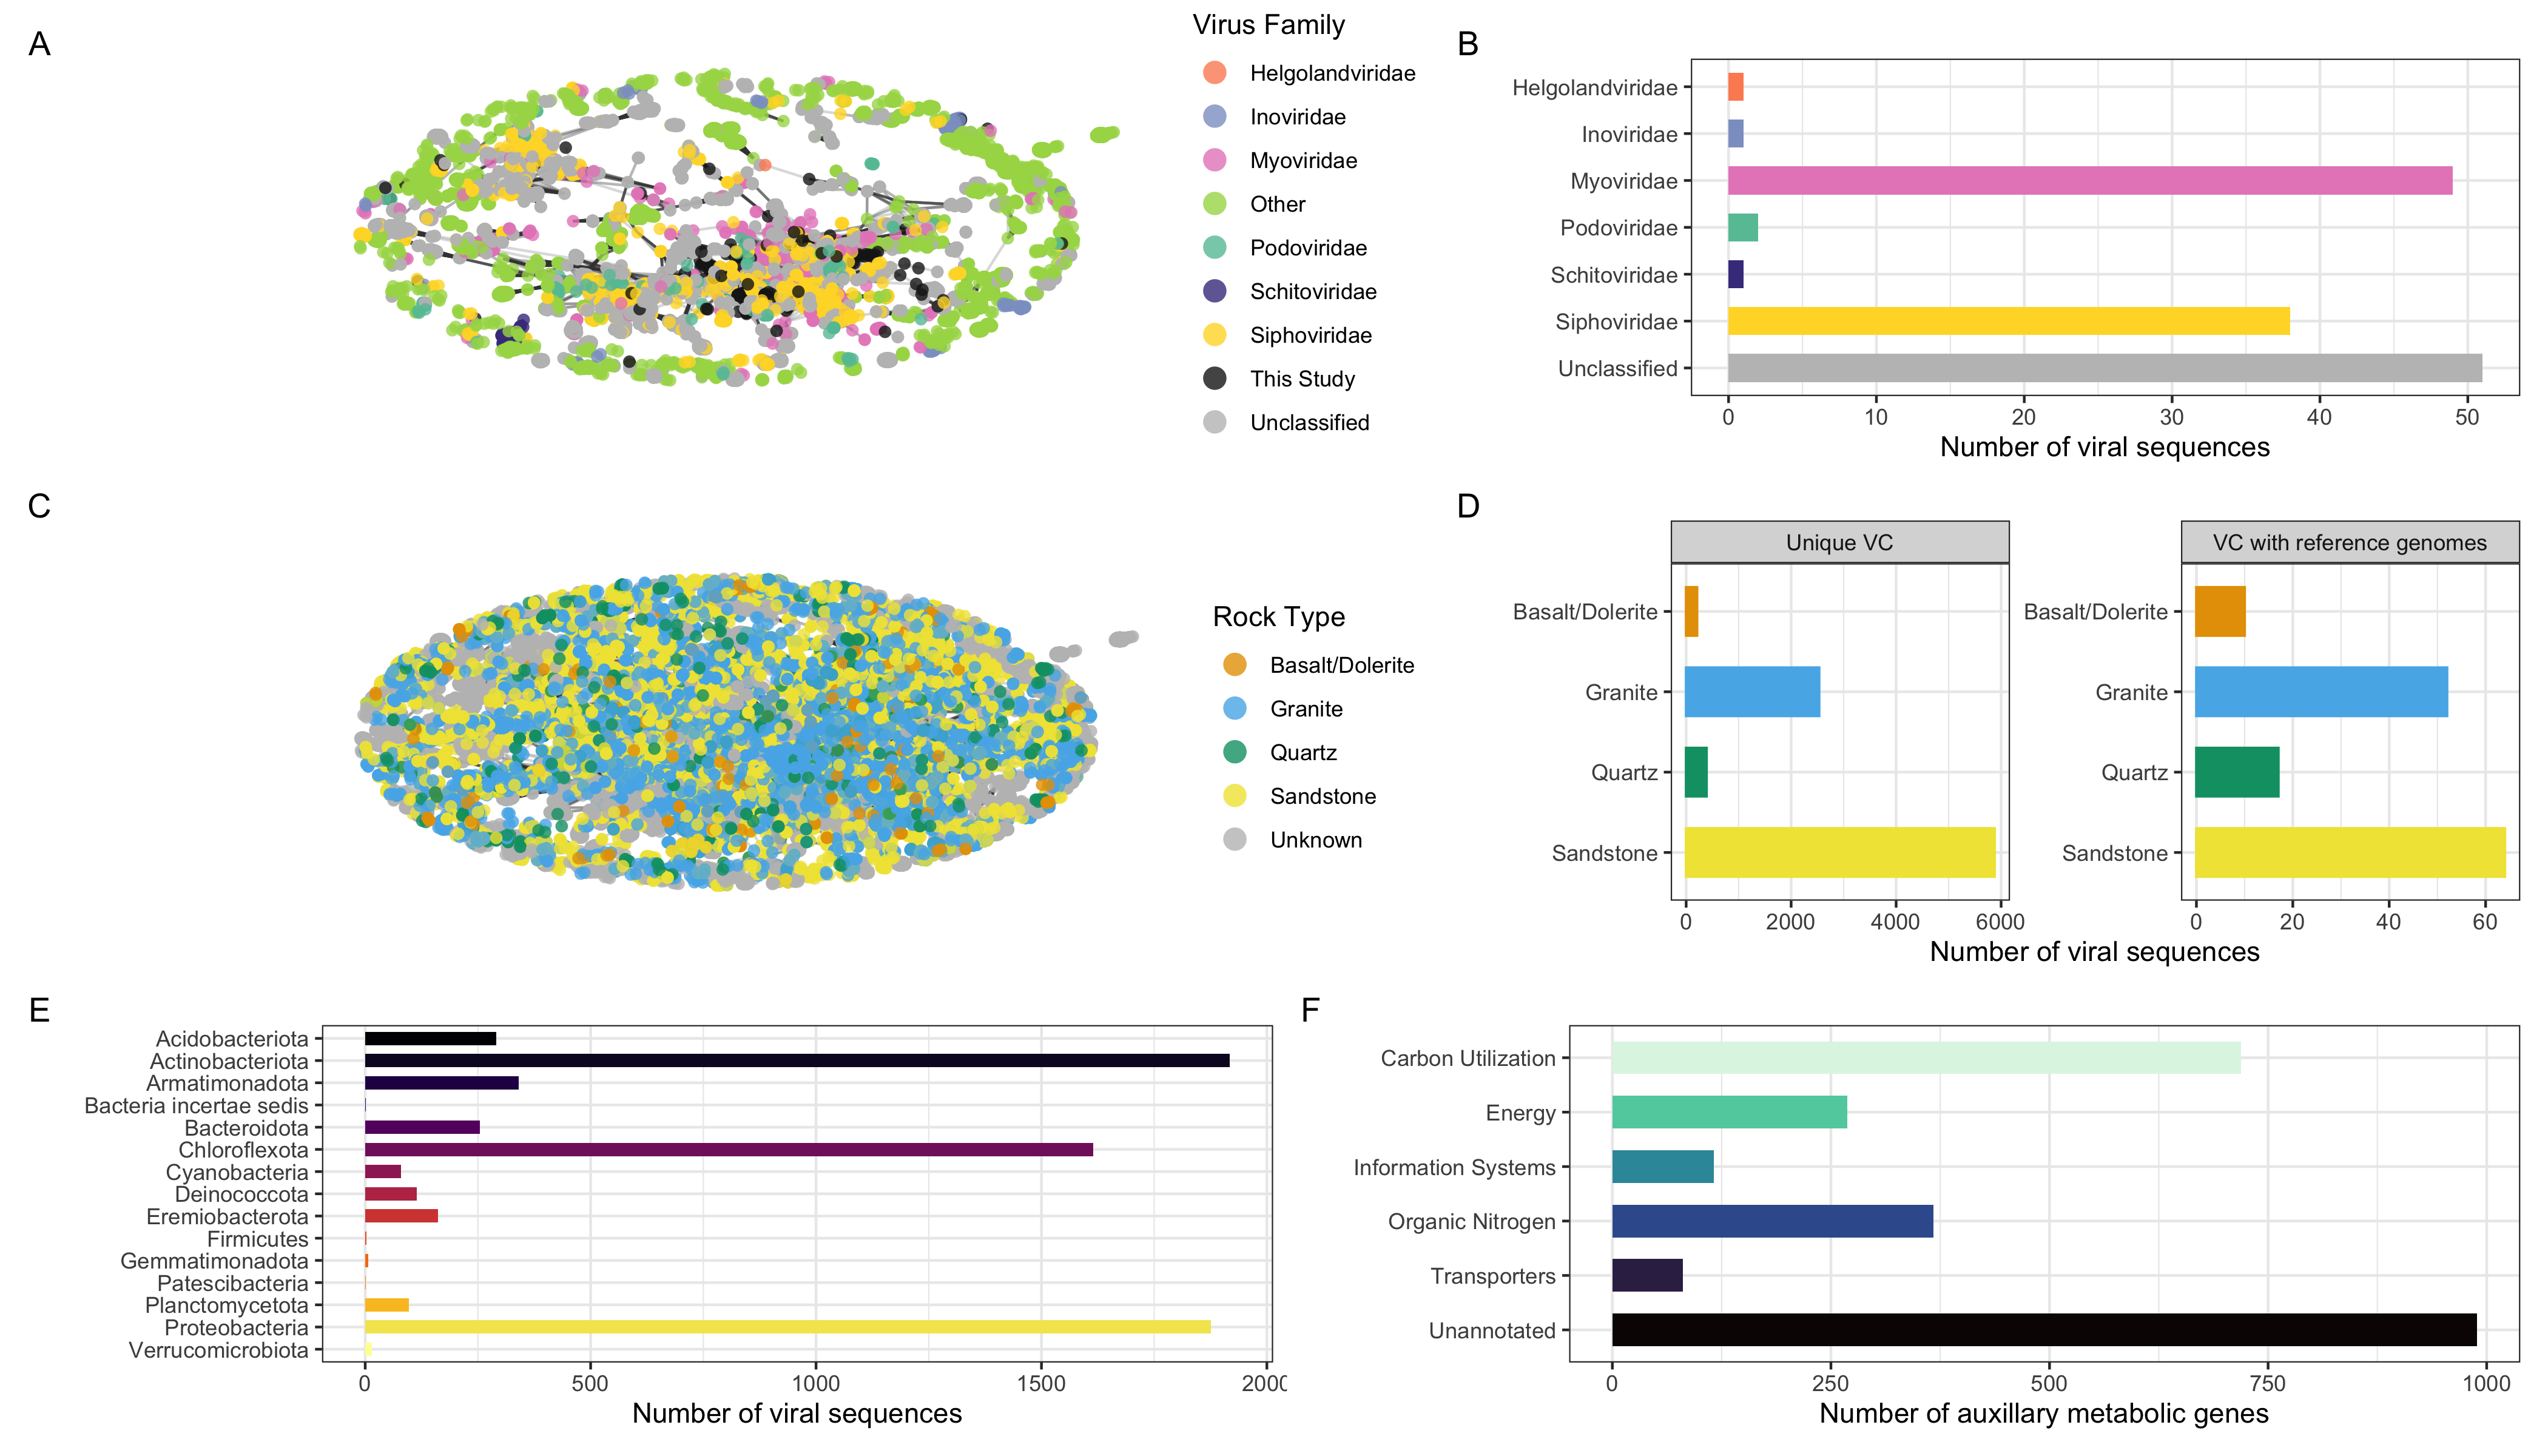 A
Virus Family
Helgolandviridae
Inoviridae
Myoviridae
Other
Podoviridae
Schitoviridae
Siphoviridae
This Study
Unclassified
B
Helgolandviridae
Inoviridae
Myoviridae
Podoviridae
Schitoviridae
Siphoviridae
Unclassified
0 10 20 30 40 50
Number of viral sequences
C
Rock Type
Basalt/Dolerite
Granite
Quartz
Sandstone
Unknown
D
Unique VC
Basalt/Dolerite
Granite
Quartz
Sandstone
0 2000 4000 6000
VC with reference genomes
Basalt/Dolerite
Granite
Quartz
Sandstone
0 20 40 60
Number of viral sequences
E
Acidobacteriota
Actinobacteriota
Armatimonadota
Bacteria incertae sedis
Bacteroidota
Chloroflexota
Cyanobacteria
Deinococcota
Eremiobacterota
Firmicutes
Gemmatimonadota
Patescibacteria
Planctomycetota
Proteobacteria
Verrucomicrobiota
0 500 1000 1500 2000
Number of viral sequences
F
Carbon Utilization
Energy
Information Systems
Organic Nitrogen
Transporters
Unannotated
0 250 500 750 1000
Number of auxillary metabolic genes